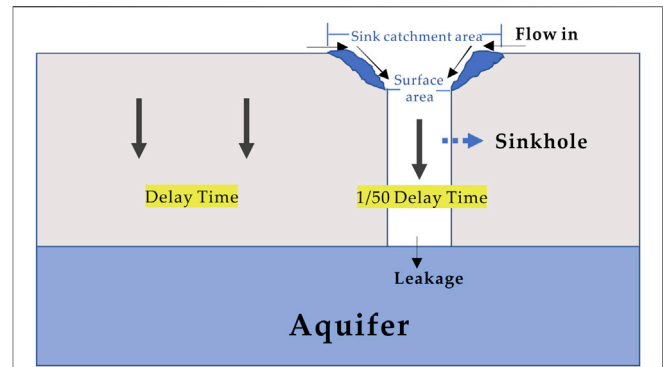 Sink catchment area
Flow in
Surface
area
Sinkhole
Delay Time
1/50 Delay Time
Leakage
Aquifer